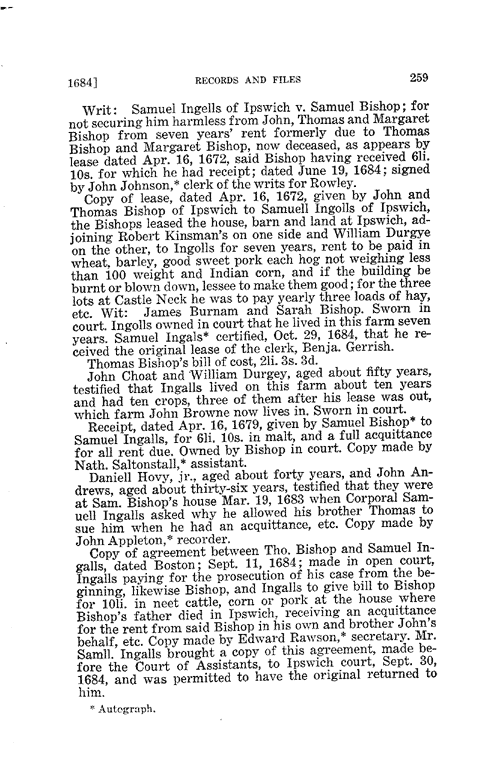 1684] RECORDS AND FILES 259
Writ: Samuel Ingells of Ipswich v. Samuel Bishop; for
not securing him harmless from John, Thomas and Margaret
Bishop from seven years' rent formerly due to Thomas
Bishop and Margaret Bishop, now deceased, as appears by
lease dated Apr. 16, 1672, said Bishop having received 6li.
10s. for which he had receipt; dated June 19, 1684; signed
by John Johnson,* clerk of the writs for Rowley.
Copy of lease, dated Apr. 16, 1672, given by John and
Thomas Bishop of Ipswich to Samuell Ingolls of Ipswich,
the Bishops leased the house, barn and land at Ipswich, ad-
joining Robert Kinsman's on one side and William Durgye
on the other, to Ingolls for seven years, rent to be paid in
wheat, barley, good sweet pork each hog not weighing less
than 100 weight and Indian corn, and if the building be
burnt or blown down, lessee to make them good; for the three
lots at Castle Neck he was to pay yearly three loads of hay,
etc. Wit: James Burnam and Sarah Bishop. Sworn in
court. Ingolls owned in court that he lived in this farm seven
years. Samuel Ingals* certified, Oct. 29, 1684, that he re-
ceived the original lease of the clerk, Benja. Gerrish.
Thomas Bishop's bill of cost, 2li. 3s. 3d.
John Choat and William Durgey, aged about fifty years,
testified that Ingalls lived on this farm about ten years
and had ten crops, three of them after his lease was out,
which farm John Browne now lives in. Sworn in court.
Receipt, dated Apr. 16, 1679, given by Samuel Bishop* to
Samuel Ingalls, for 6li. 10s. in malt, and a full acquittance
for all rent due. Owned by Bishop in court. Copy made by
Nath. Saltonstall,* assistant.
Daniell Hovy, jr., aged about forty years, and John An-
drews, aged about thirty-six years, testified that they were
at Sam. Bishop's house Mar. 19, 1683 when Corporal Sam-
uell Ingalls asked why he allowed his brother Thomas to
sue him when he had an acquittance, etc. Copy made by
John Appleton,* recorder.
Copy of agreement between Tho. Bishop and Samuel In-
galls, dated Boston; Sept. 11, 1684; made in open court,
Ingalls paying for the prosecution of his case from the be-
ginning, likewise Bishop, and Ingalls to give bill to Bishop
for 10li. in neet cattle, corn or pork at the house where
Bishop's father died in Ipswich, receiving an acquittance
for the rent from said Bishop in his own and brother John's
behalf, etc. Copy made by Edward Rawson,* secretary. Mr.
Samll. Ingalls brought a copy of this agreement, made be-
fore the Court of Assistants, to Ipswich court, Sept. 30,
1684, and was permitted to have the original returned to
him.
* Autograph.